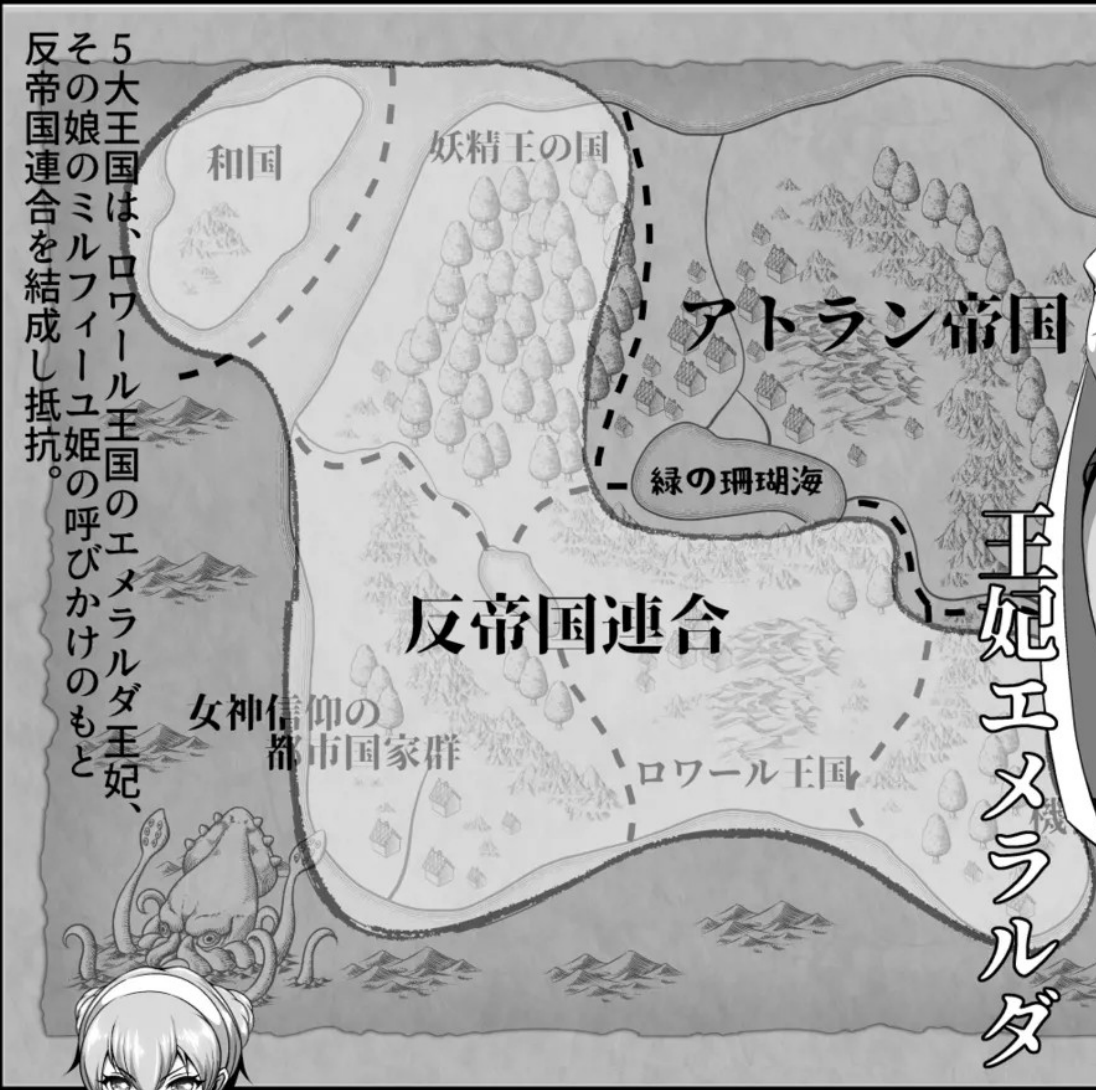 王妃エメラルダ
アトラン帝国
和国
妖精王の国
緑の珊瑚海
反帝国連合
女神信仰の
都市国家群
ロワール王国
機
5大王国は、ロワール王国のエメラルダ王妃、
その娘のミルフィーユ姫の呼びかけのもと
反帝国連合を結成し抵抗。